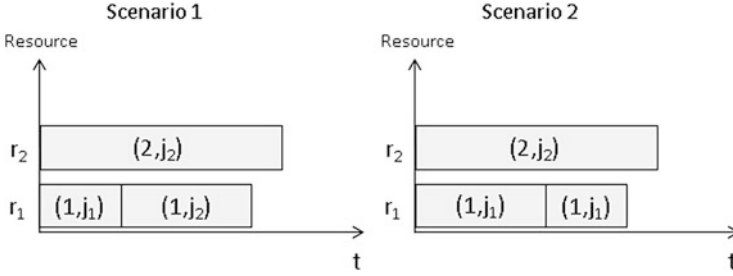 Scenario 1
Resource
r₂
(2,j₂)
r₁
(1,j₁)
(1,j₂)
t
Scenario 2
Resource
r₂
(2,j₂)
r₁
(1,j₁)
(1,j₁)
t